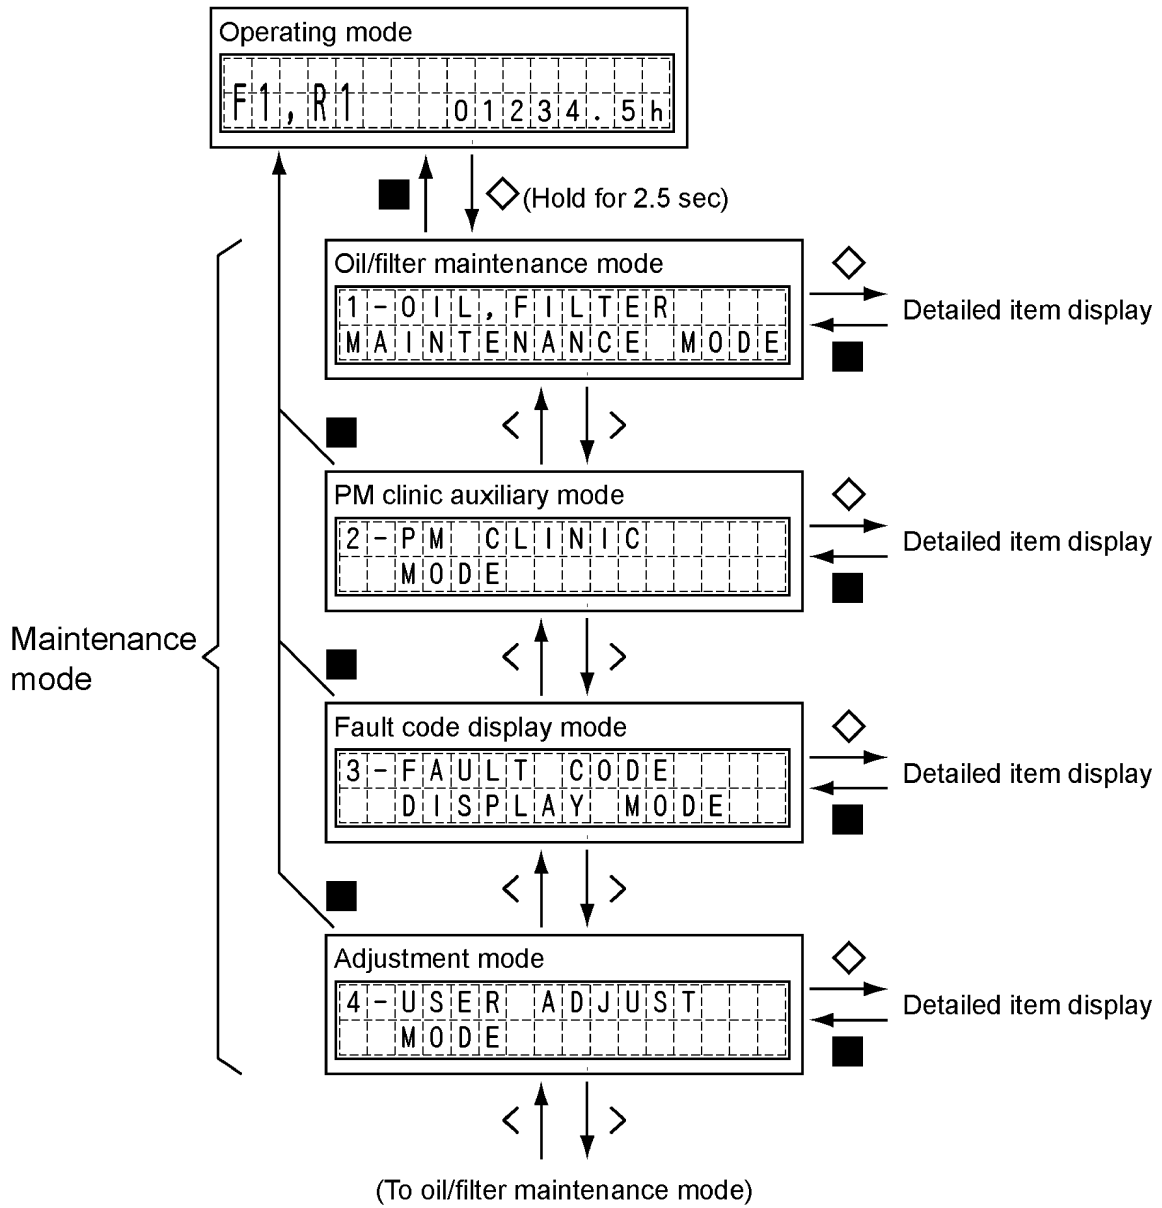 Operating mode
F1,R1 01234.5h
(Hold for 2.5 sec)
Oil/filter maintenance mode
1-OIL,FILTER
MAINTENANCE MODE
Detailed item display
< >
PM clinic auxiliary mode
2-PM CLINIC
MODE
Detailed item display
< >
Maintenance
mode
Fault code display mode
3-FAULT CODE
DISPLAY MODE
Detailed item display
< >
Adjustment mode
4-USER ADJUST
MODE
Detailed item display
< >
(To oil/filter maintenance mode)